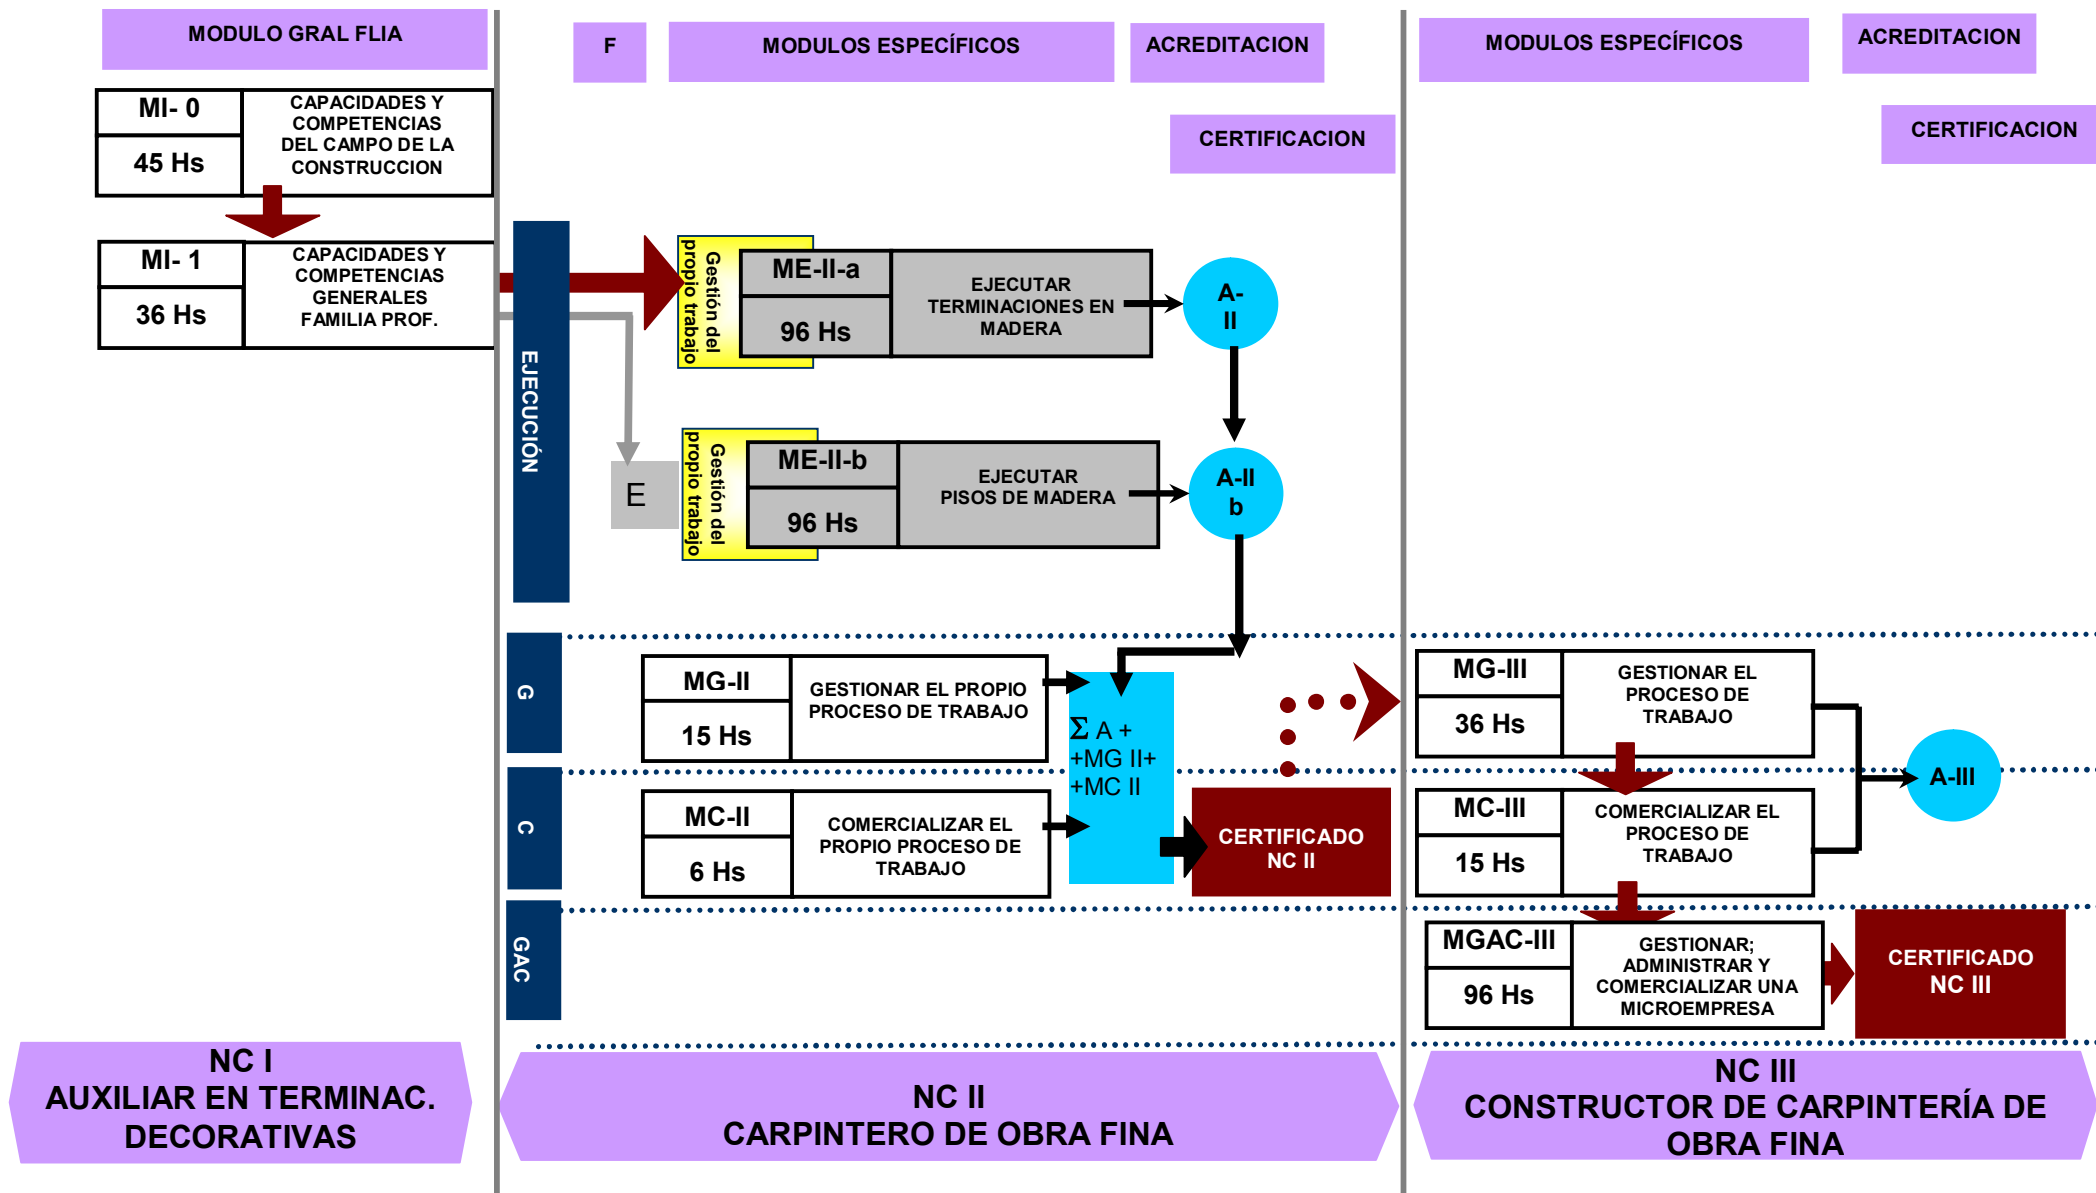 MODULO GRAL FLIA
F
MODULOS ESPECÍFICOS
ACREDITACION
CERTIFICACION
MODULOS ESPECÍFICOS
ACREDITACION
CERTIFICACION
MI- 0
45 Hs
CAPACIDADES Y
COMPETENCIAS
DEL CAMPO DE LA
CONSTRUCCION
MI- 1
36 Hs
CAPACIDADES Y
COMPETENCIAS
GENERALES
FAMILIA PROF.
EJECUCIÓN
Gestión del
propio trabajo
ME-II-a
96 Hs
EJECUTAR
TERMINACIONES EN
MADERA
A-
II
E
Gestión del
propio trabajo
ME-II-b
96 Hs
EJECUTAR
PISOS DE MADERA
A-II
b
G
MG-II
15 Hs
GESTIONAR EL PROPIO
PROCESO DE TRABAJO
Σ A +
+MG II+
+MC II
C
MC-II
6 Hs
COMERCIALIZAR EL
PROPIO PROCESO DE
TRABAJO
CERTIFICADO
NC II
GAC
MG-III
36 Hs
GESTIONAR EL
PROCESO DE
TRABAJO
MC-III
15 Hs
COMERCIALIZAR EL
PROCESO DE
TRABAJO
A-III
MGAC-III
96 Hs
GESTIONAR;
ADMINISTRAR Y
COMERCIALIZAR UNA
MICROEMPRESA
CERTIFICADO
NC III
NC I
AUXILIAR EN TERMINAC.
DECORATIVAS
NC II
CARPINTERO DE OBRA FINA
NC III
CONSTRUCTOR DE CARPINTERÍA DE
OBRA FINA